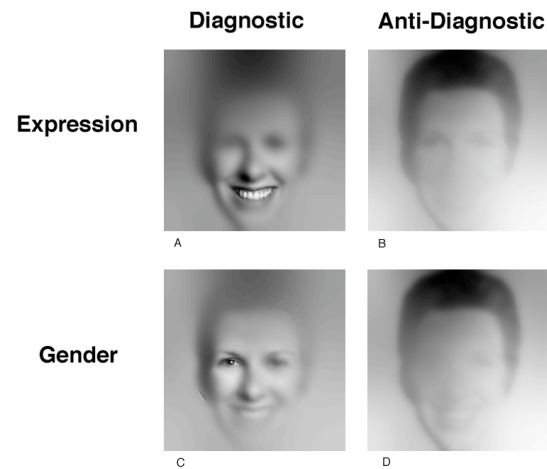 Diagnostic Anti-Diagnostic
Expression
A B
Gender
C D